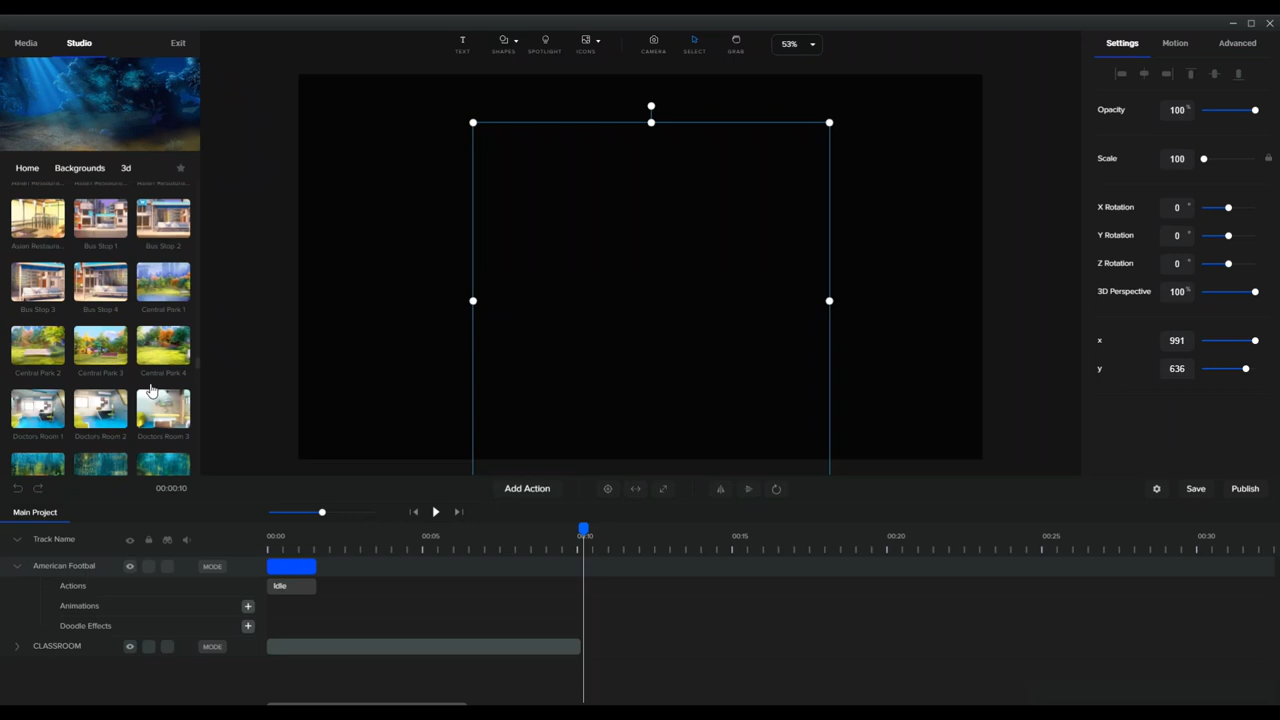 Media Studio Exit
TEXT SHAPES SPOTLIGHT ICONS CAMERA SELECT GRAB 53%
Settings Motion Advanced
Opacity 100 %
Home Backgrounds 3d
Scale 100
Asian Restaura... Bus Stop 1 Bus Stop 2
X Rotation 0 °
Y Rotation 0 °
Z Rotation 0 °
3D Perspective 100 %
Bus Stop 3 Bus Stop 4 Central Park 1
x 991
y 636
Central Park 2 Central Park 3 Central Park 4
Doctors Room 1 Doctors Room 2 Doctors Room 3
00:00:10 Add Action Save Publish
Main Project
Track Name 00:00 00:05 00:10 00:15 00:20 00:25 00:30
American Footbal MODE
Actions Idle
Animations +
Doodle Effects +
CLASSROOM MODE